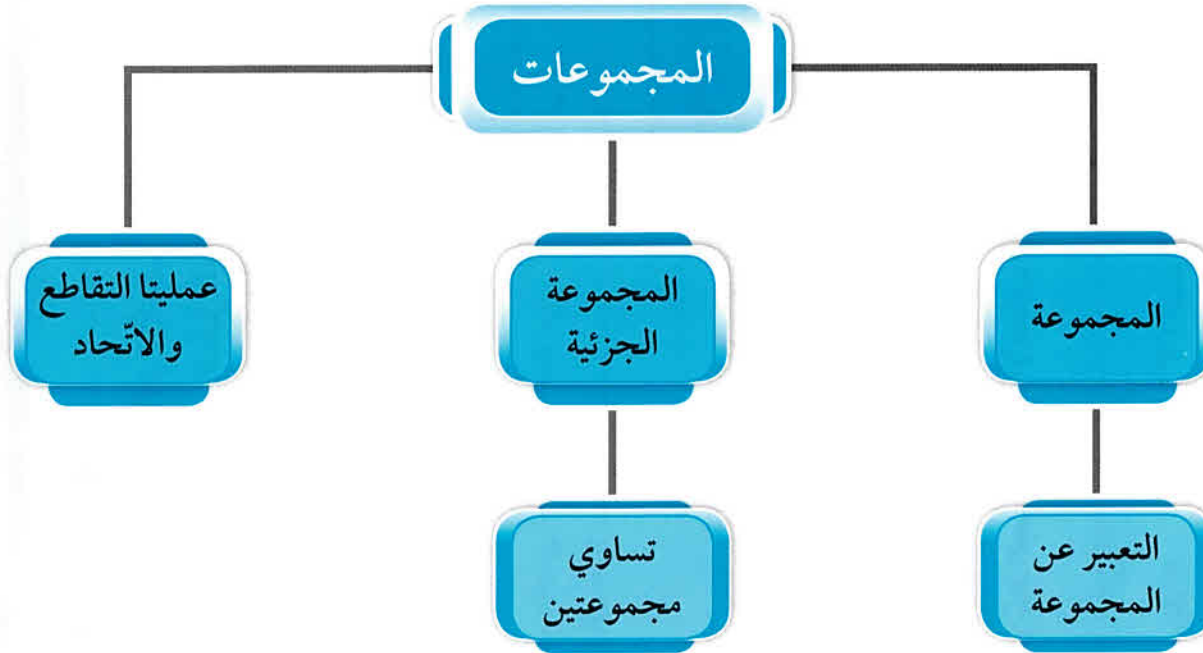 المجموعات
المجموعة
المجموعة
الجزئية
عمليتا التقاطع
والاتّحاد
التعبير عن
المجموعة
تساوي
مجموعتين